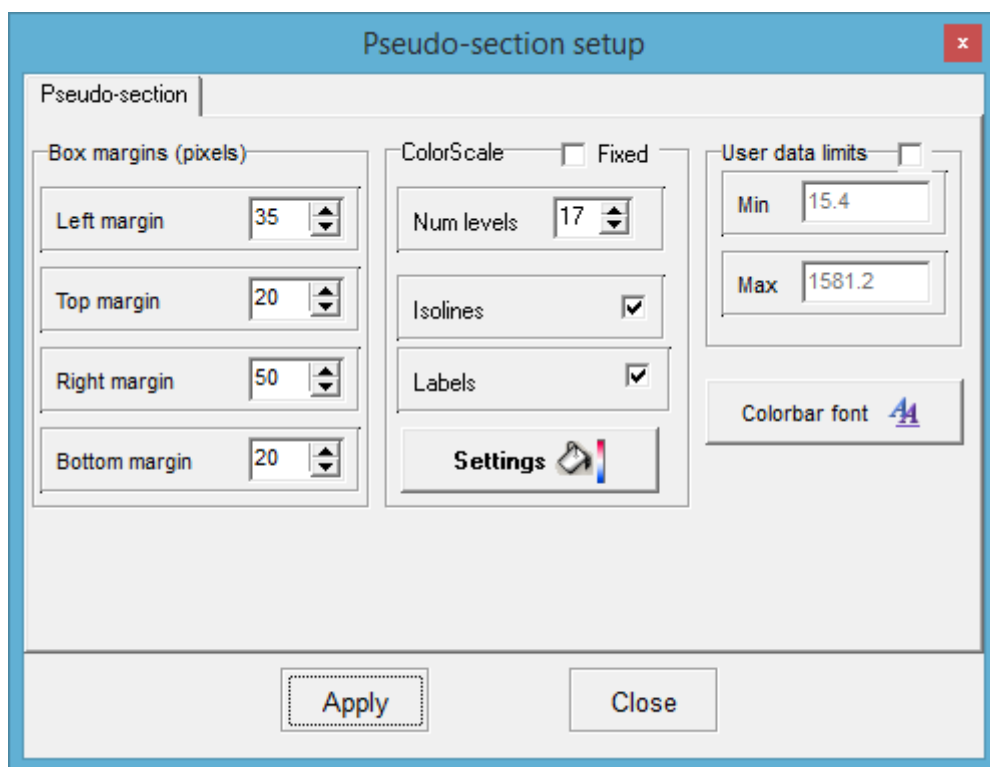 Pseudo-section setup
x
Pseudo-section
Box margins (pixels)
Left margin 35
Top margin 20
Right margin 50
Bottom margin 20
ColorScale Fixed
Num levels 17
Isolines
Labels
Settings
User data limits
Min 15.4
Max 1581.2
Colorbar font AA
Apply
Close